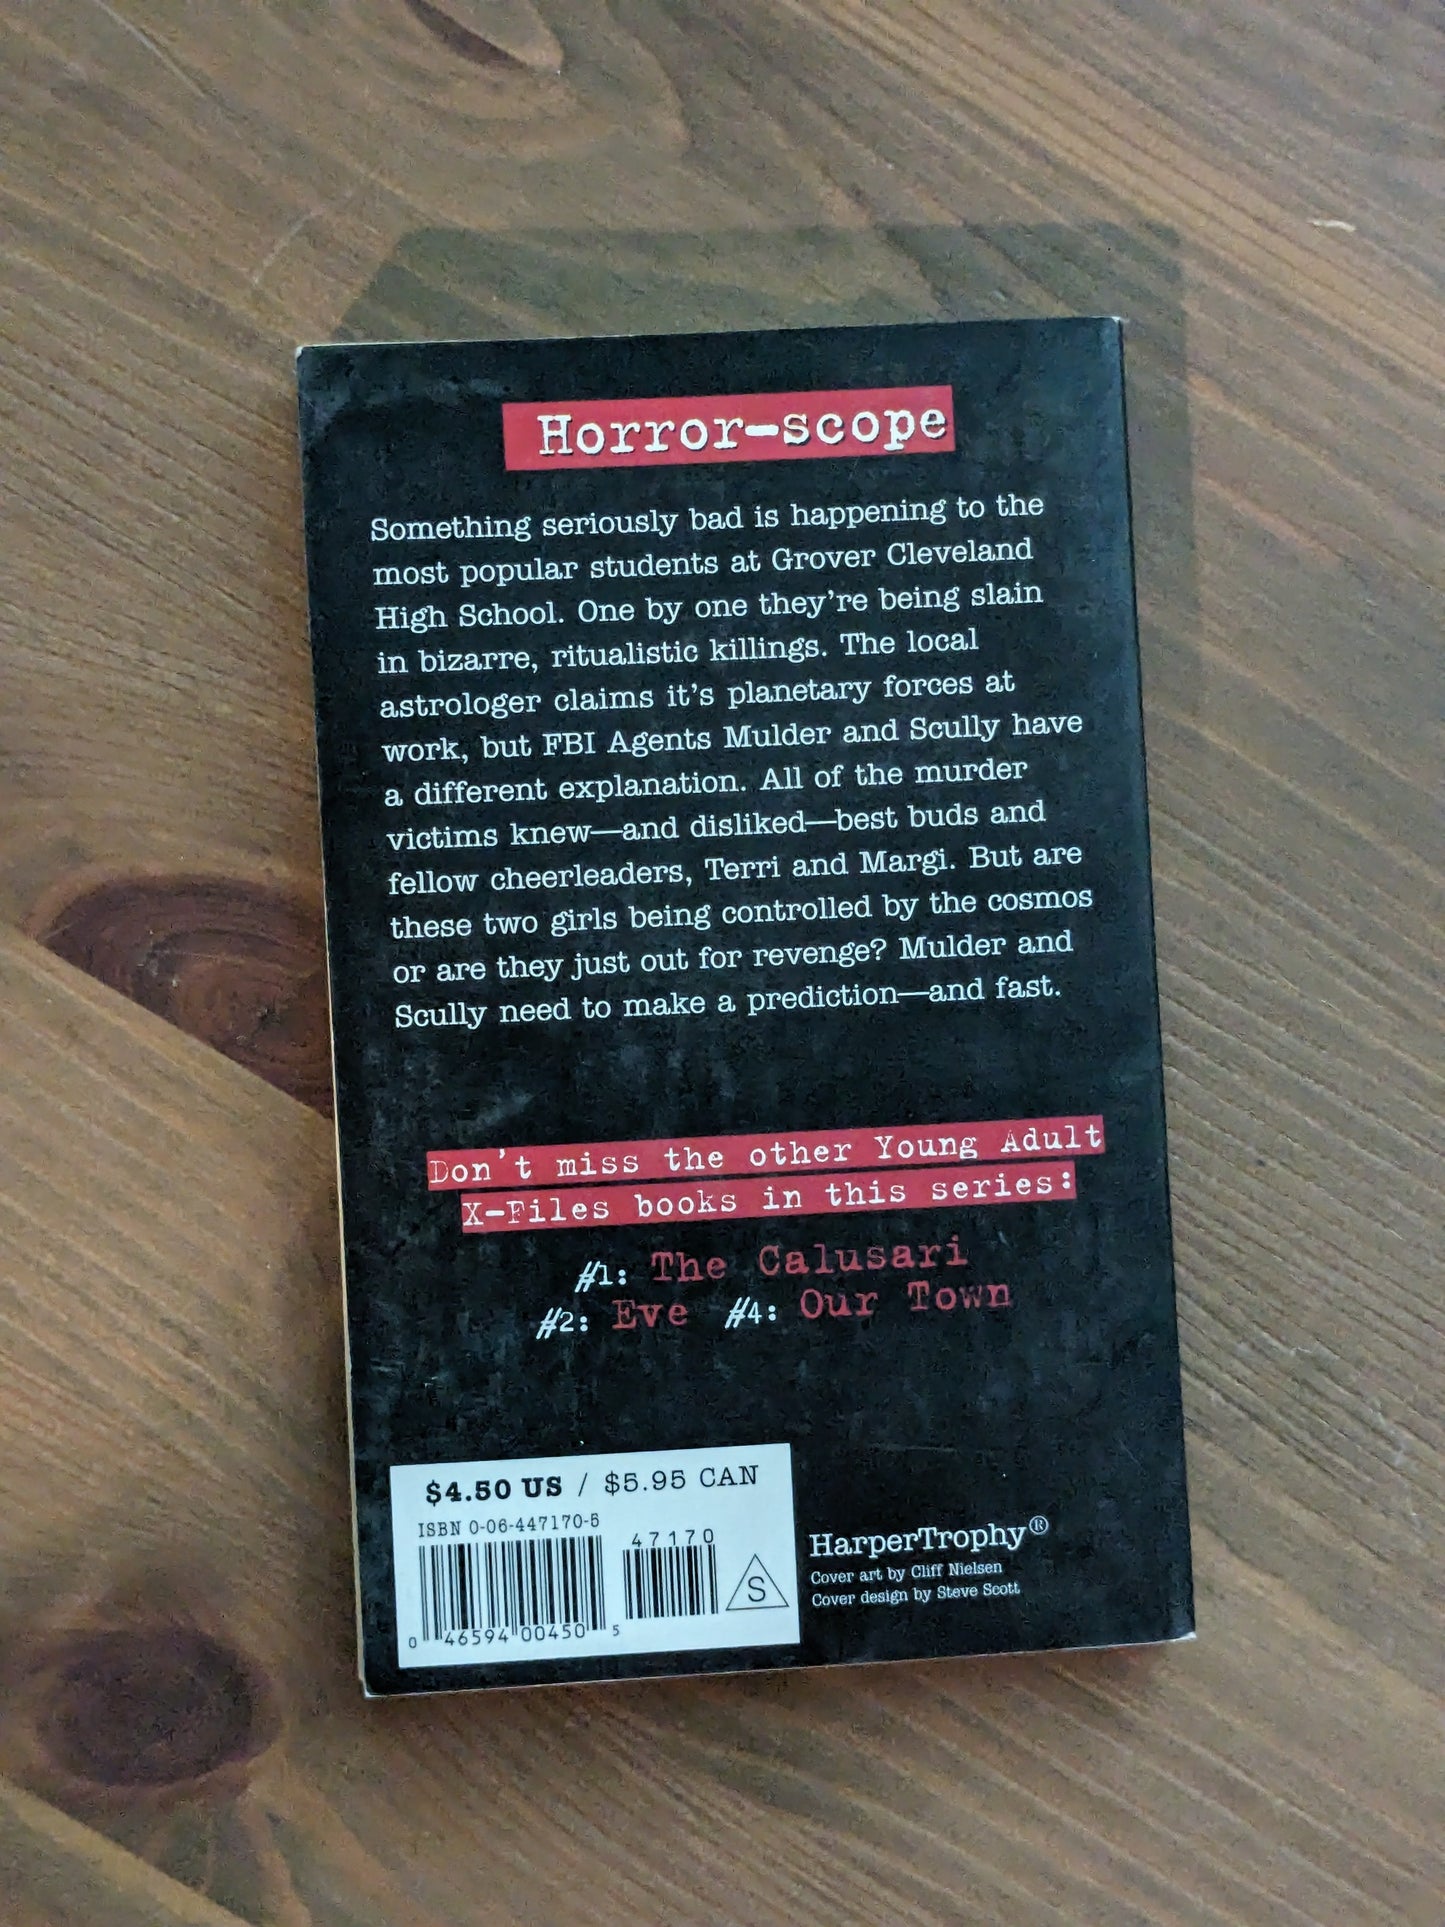 Horror-scope
Something seriously bad is happening to the
most popular students at Grover Cleveland
High School. One by one they're being slain
in bizarre, ritualistic killings. The local
astrologer claims it's planetary forces at
work, but FBI Agents Mulder and Scully have
a different explanation. All of the murder
victims knew—and disliked—best buds and
fellow cheerleaders, Terri and Margi. But are
these two girls being controlled by the cosmos
or are they just out for revenge? Mulder and
Scully need to make a prediction—and fast.
Don't miss the other Young Adult
X-Files books in this series:
#1: The Calusari
#2: Eve #4: Our Town
$4.50 US / $5.95 CAN
ISBN 0-06-447170-5
47170
S
0 46594 00450 5
HarperTrophy®
Cover art by Cliff Nielsen
Cover design by Steve Scott